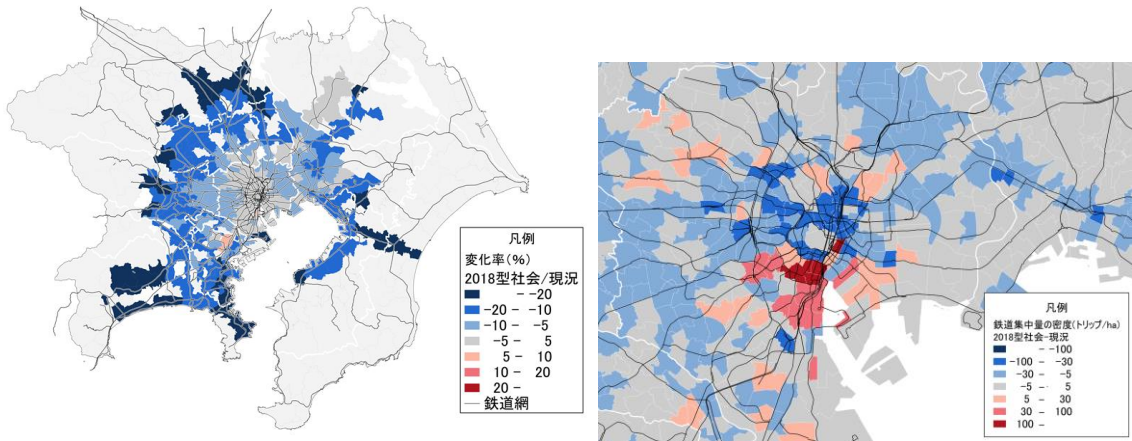 凡例
変化率(%)
2018型社会/現況
- -20
-20 - -10
-10 - -5
-5 - 5
5 - 10
10 - 20
20 -
鉄道網
凡例
鉄道集中量の密度(トリップ/ha)
2018型社会-現況
- -100
-100 - -30
-30 - -5
-5 - 5
5 - 30
30 - 100
100 -